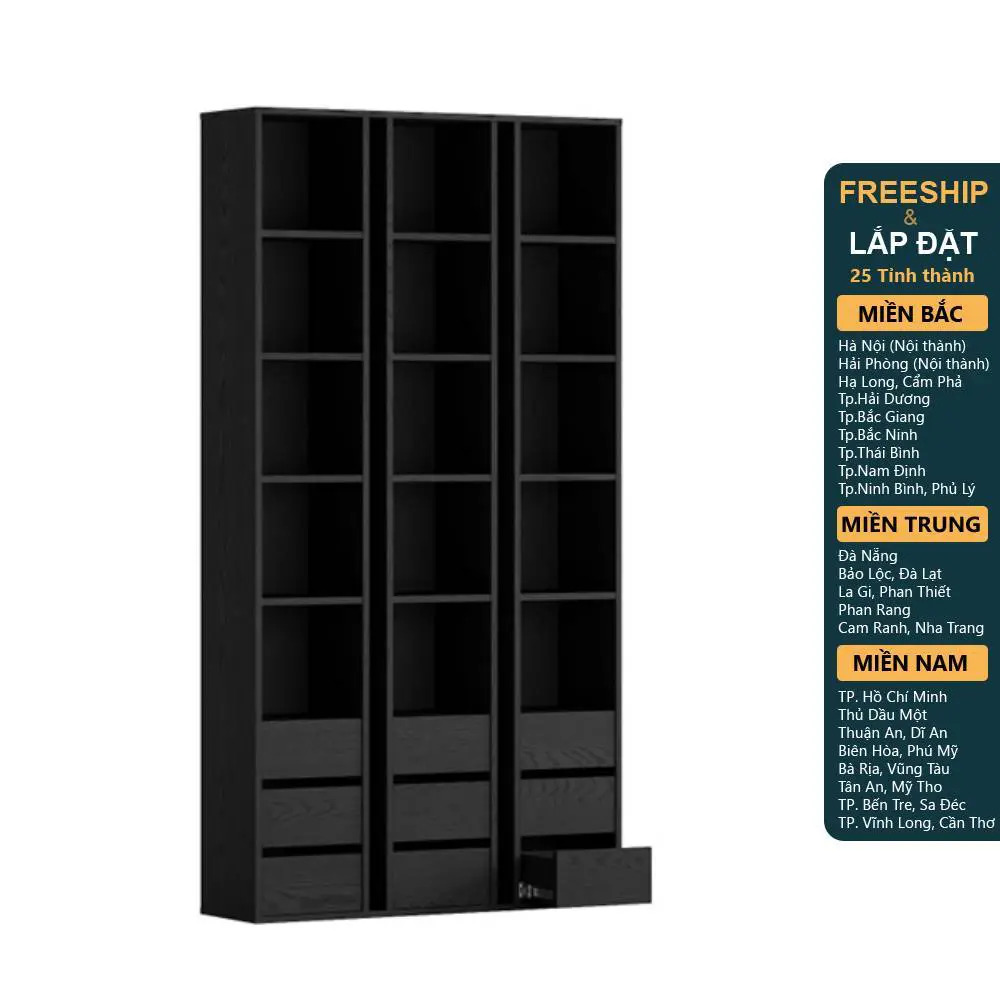 FREESHIP
&
LẮP ĐẶT
25 Tỉnh thành
MIỀN BẮC
Hà Nội (Nội thành)
Hải Phòng (Nội thành)
Hạ Long, Cẩm Phả
Tp.Hải Dương
Tp.Bắc Giang
Tp.Bắc Ninh
Tp.Thái Bình
Tp.Nam Định
Tp.Ninh Bình, Phủ Lý
MIỀN TRUNG
Đà Nẵng
Bảo Lộc, Đà Lạt
La Gi, Phan Thiết
Phan Rang
Cam Ranh, Nha Trang
MIỀN NAM
TP. Hồ Chí Minh
Thủ Dầu Một
Thuận An, Dĩ An
Biên Hòa, Phú Mỹ
Bà Rịa, Vũng Tàu
Tân An, Mỹ Tho
TP. Bến Tre, Sa Đéc
TP. Vĩnh Long, Cần Thơ